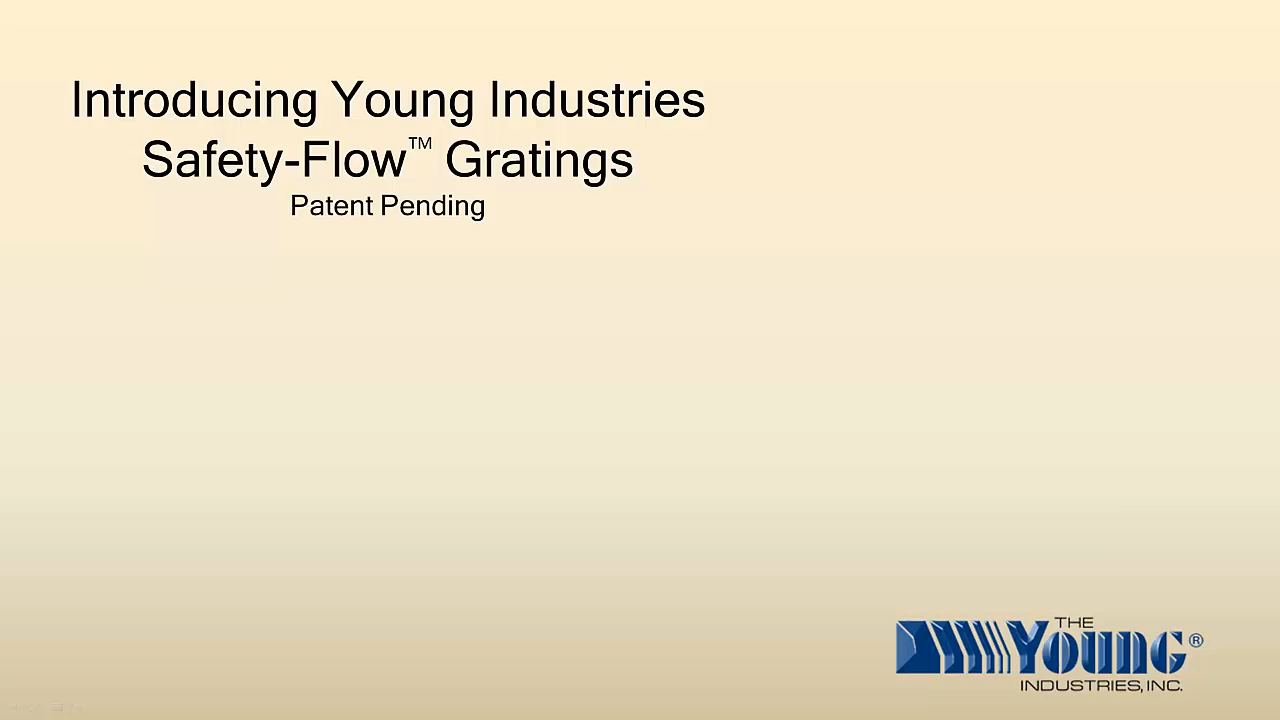 Introducing Young Industries
Safety-Flow™ Gratings
Patent Pending
THE
YOUNG®
INDUSTRIES, INC.